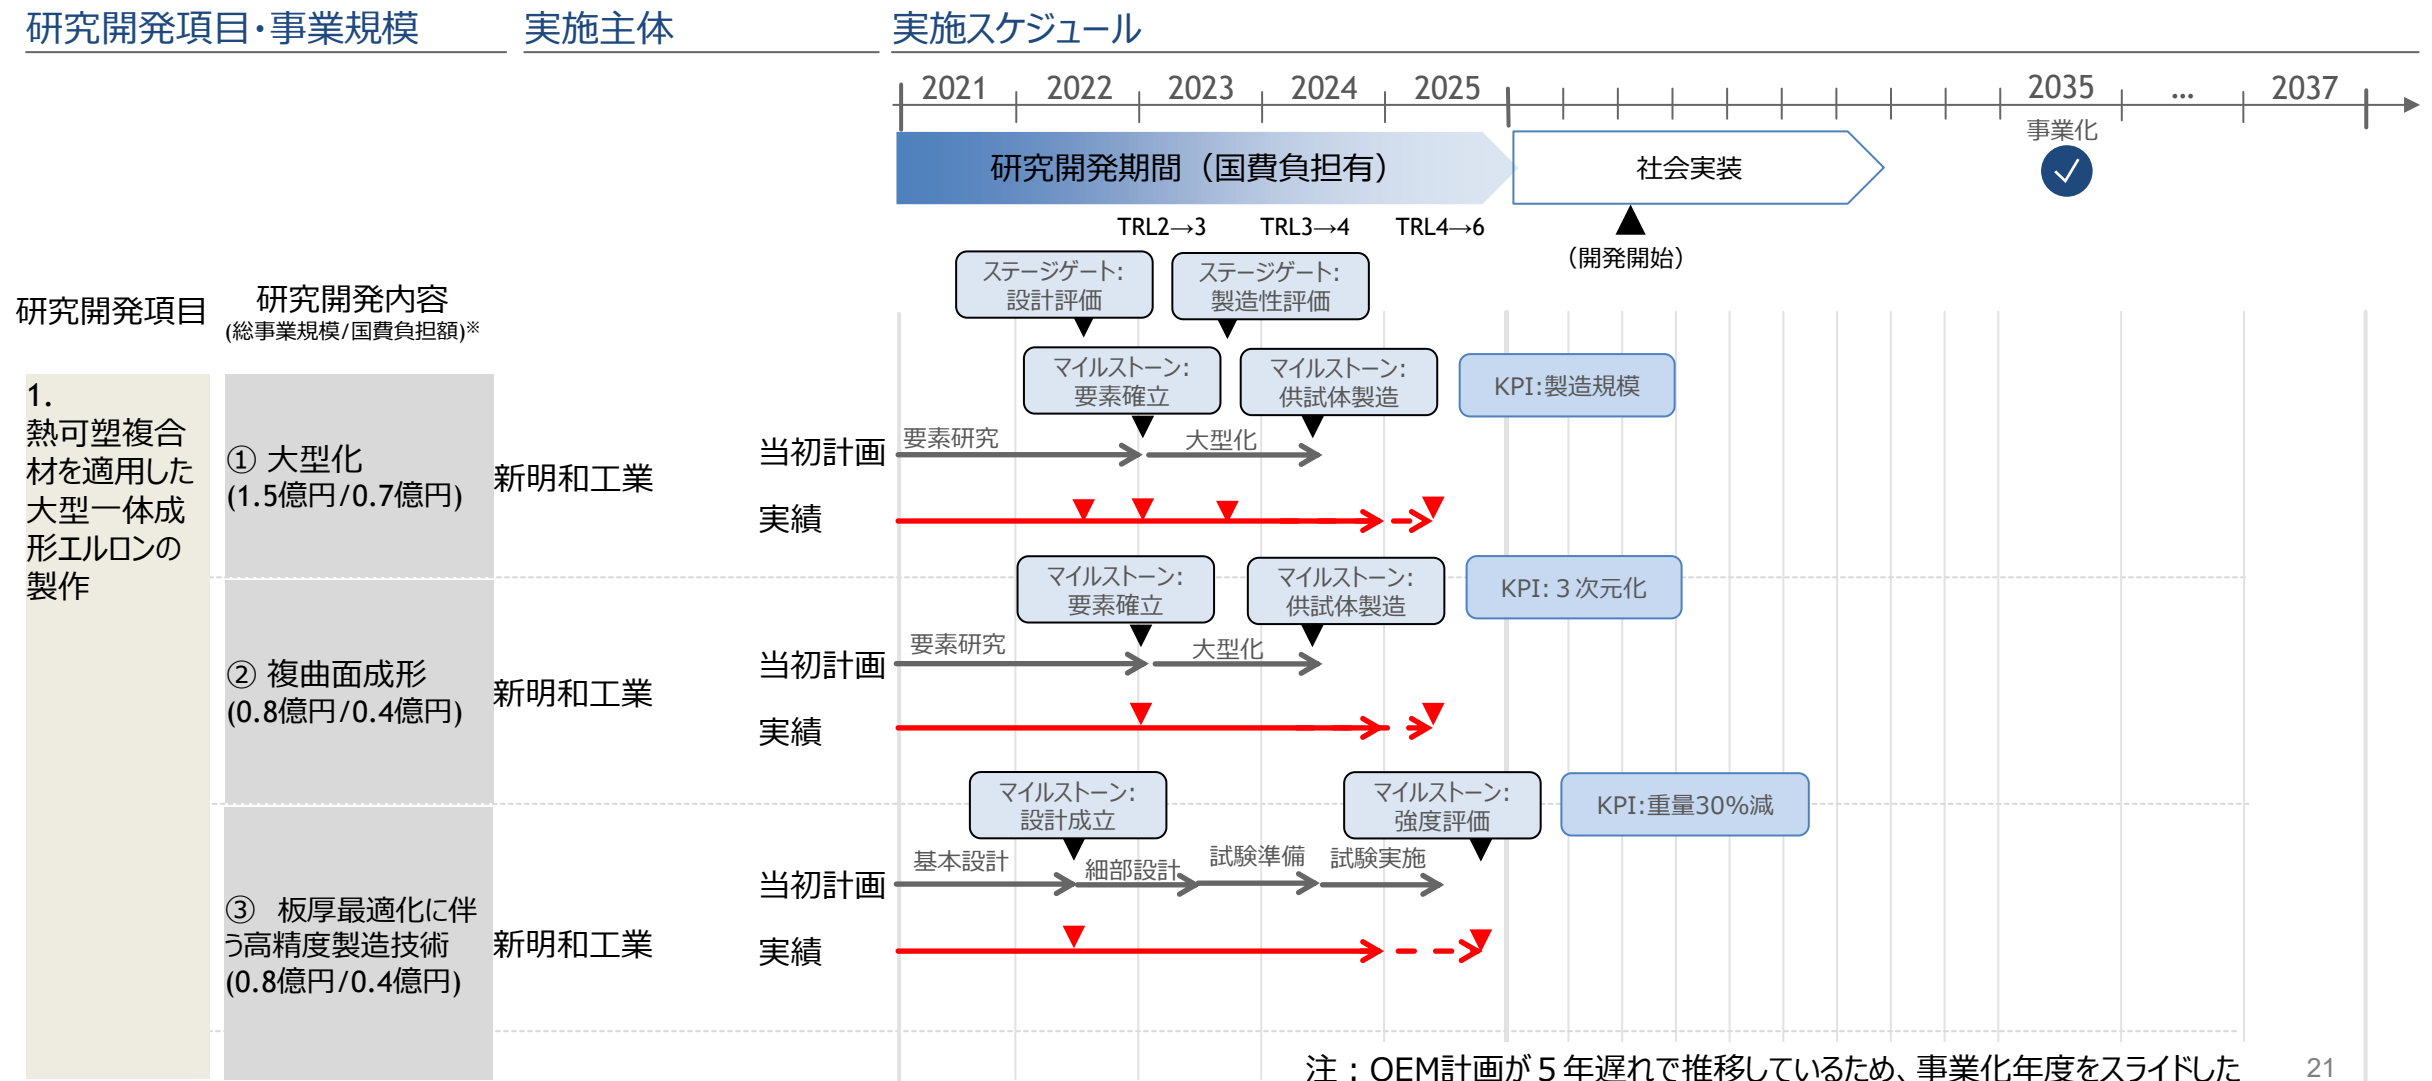 研究開発項目・事業規模
実施主体
実施スケジュール
2021 2022 2023 2024 2025 2035 ... 2037
事業化
研究開発期間（国費負担有）
社会実装
TRL2→3 TRL3→4 TRL4→6
（開発開始）
研究開発項目
研究開発内容
(総事業規模/国費負担額)※
ステージゲート:
設計評価
ステージゲート:
製造性評価
1.
熱可塑複合
材を適用した
大型一体成
形エルロンの
製作
① 大型化
(1.5億円/0.7億円)
新明和工業
マイルストーン:
要素確立
マイルストーン:
供試体製造
KPI:製造規模
当初計画
要素研究
大型化
実績
② 複曲面成形
(0.8億円/0.4億円)
新明和工業
マイルストーン:
要素確立
マイルストーン:
供試体製造
KPI:３次元化
当初計画
要素研究
大型化
実績
③ 板厚最適化に伴
う高精度製造技術
(0.8億円/0.4億円)
新明和工業
マイルストーン:
設計成立
マイルストーン:
強度評価
KPI:重量30%減
当初計画
基本設計
細部設計
試験準備
試験実施
実績
注：OEM計画が５年遅れで推移しているため、事業化年度をスライドした
21